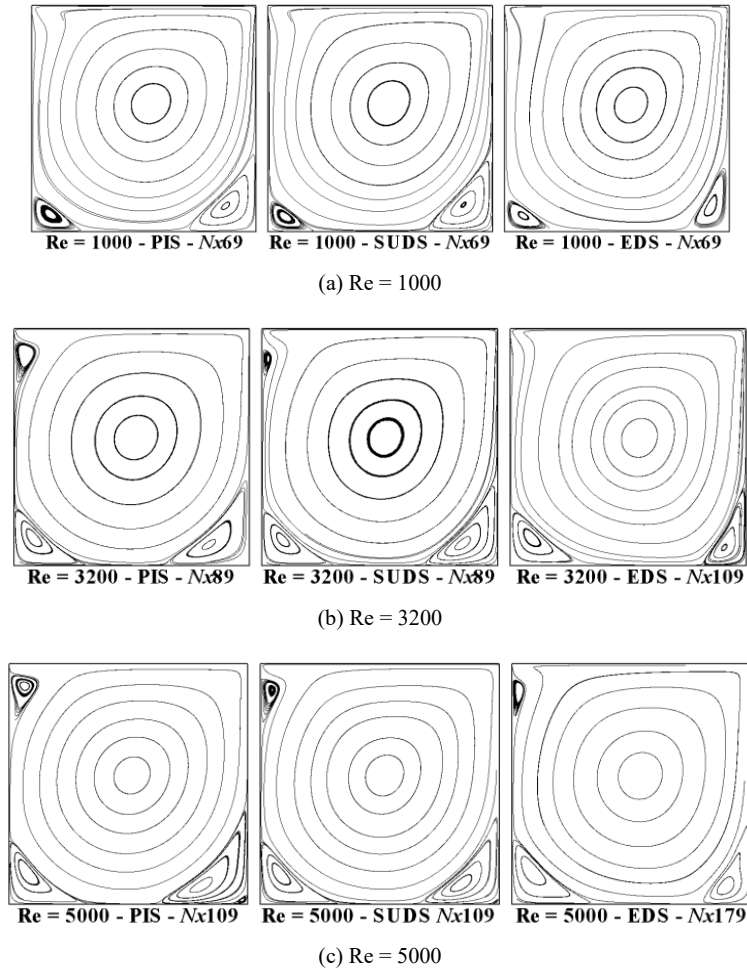 Re = 1000 - PIS - Nx69 Re = 1000 - SUDS - Nx69 Re = 1000 - EDS - Nx69
(a) Re = 1000
Re = 3200 - PIS - Nx89 Re = 3200 - SUDS - Nx89 Re = 3200 - EDS - Nx109
(b) Re = 3200
Re = 5000 - PIS - Nx109 Re = 5000 - SUDS Nx109 Re = 5000 - EDS - Nx179
(c) Re = 5000